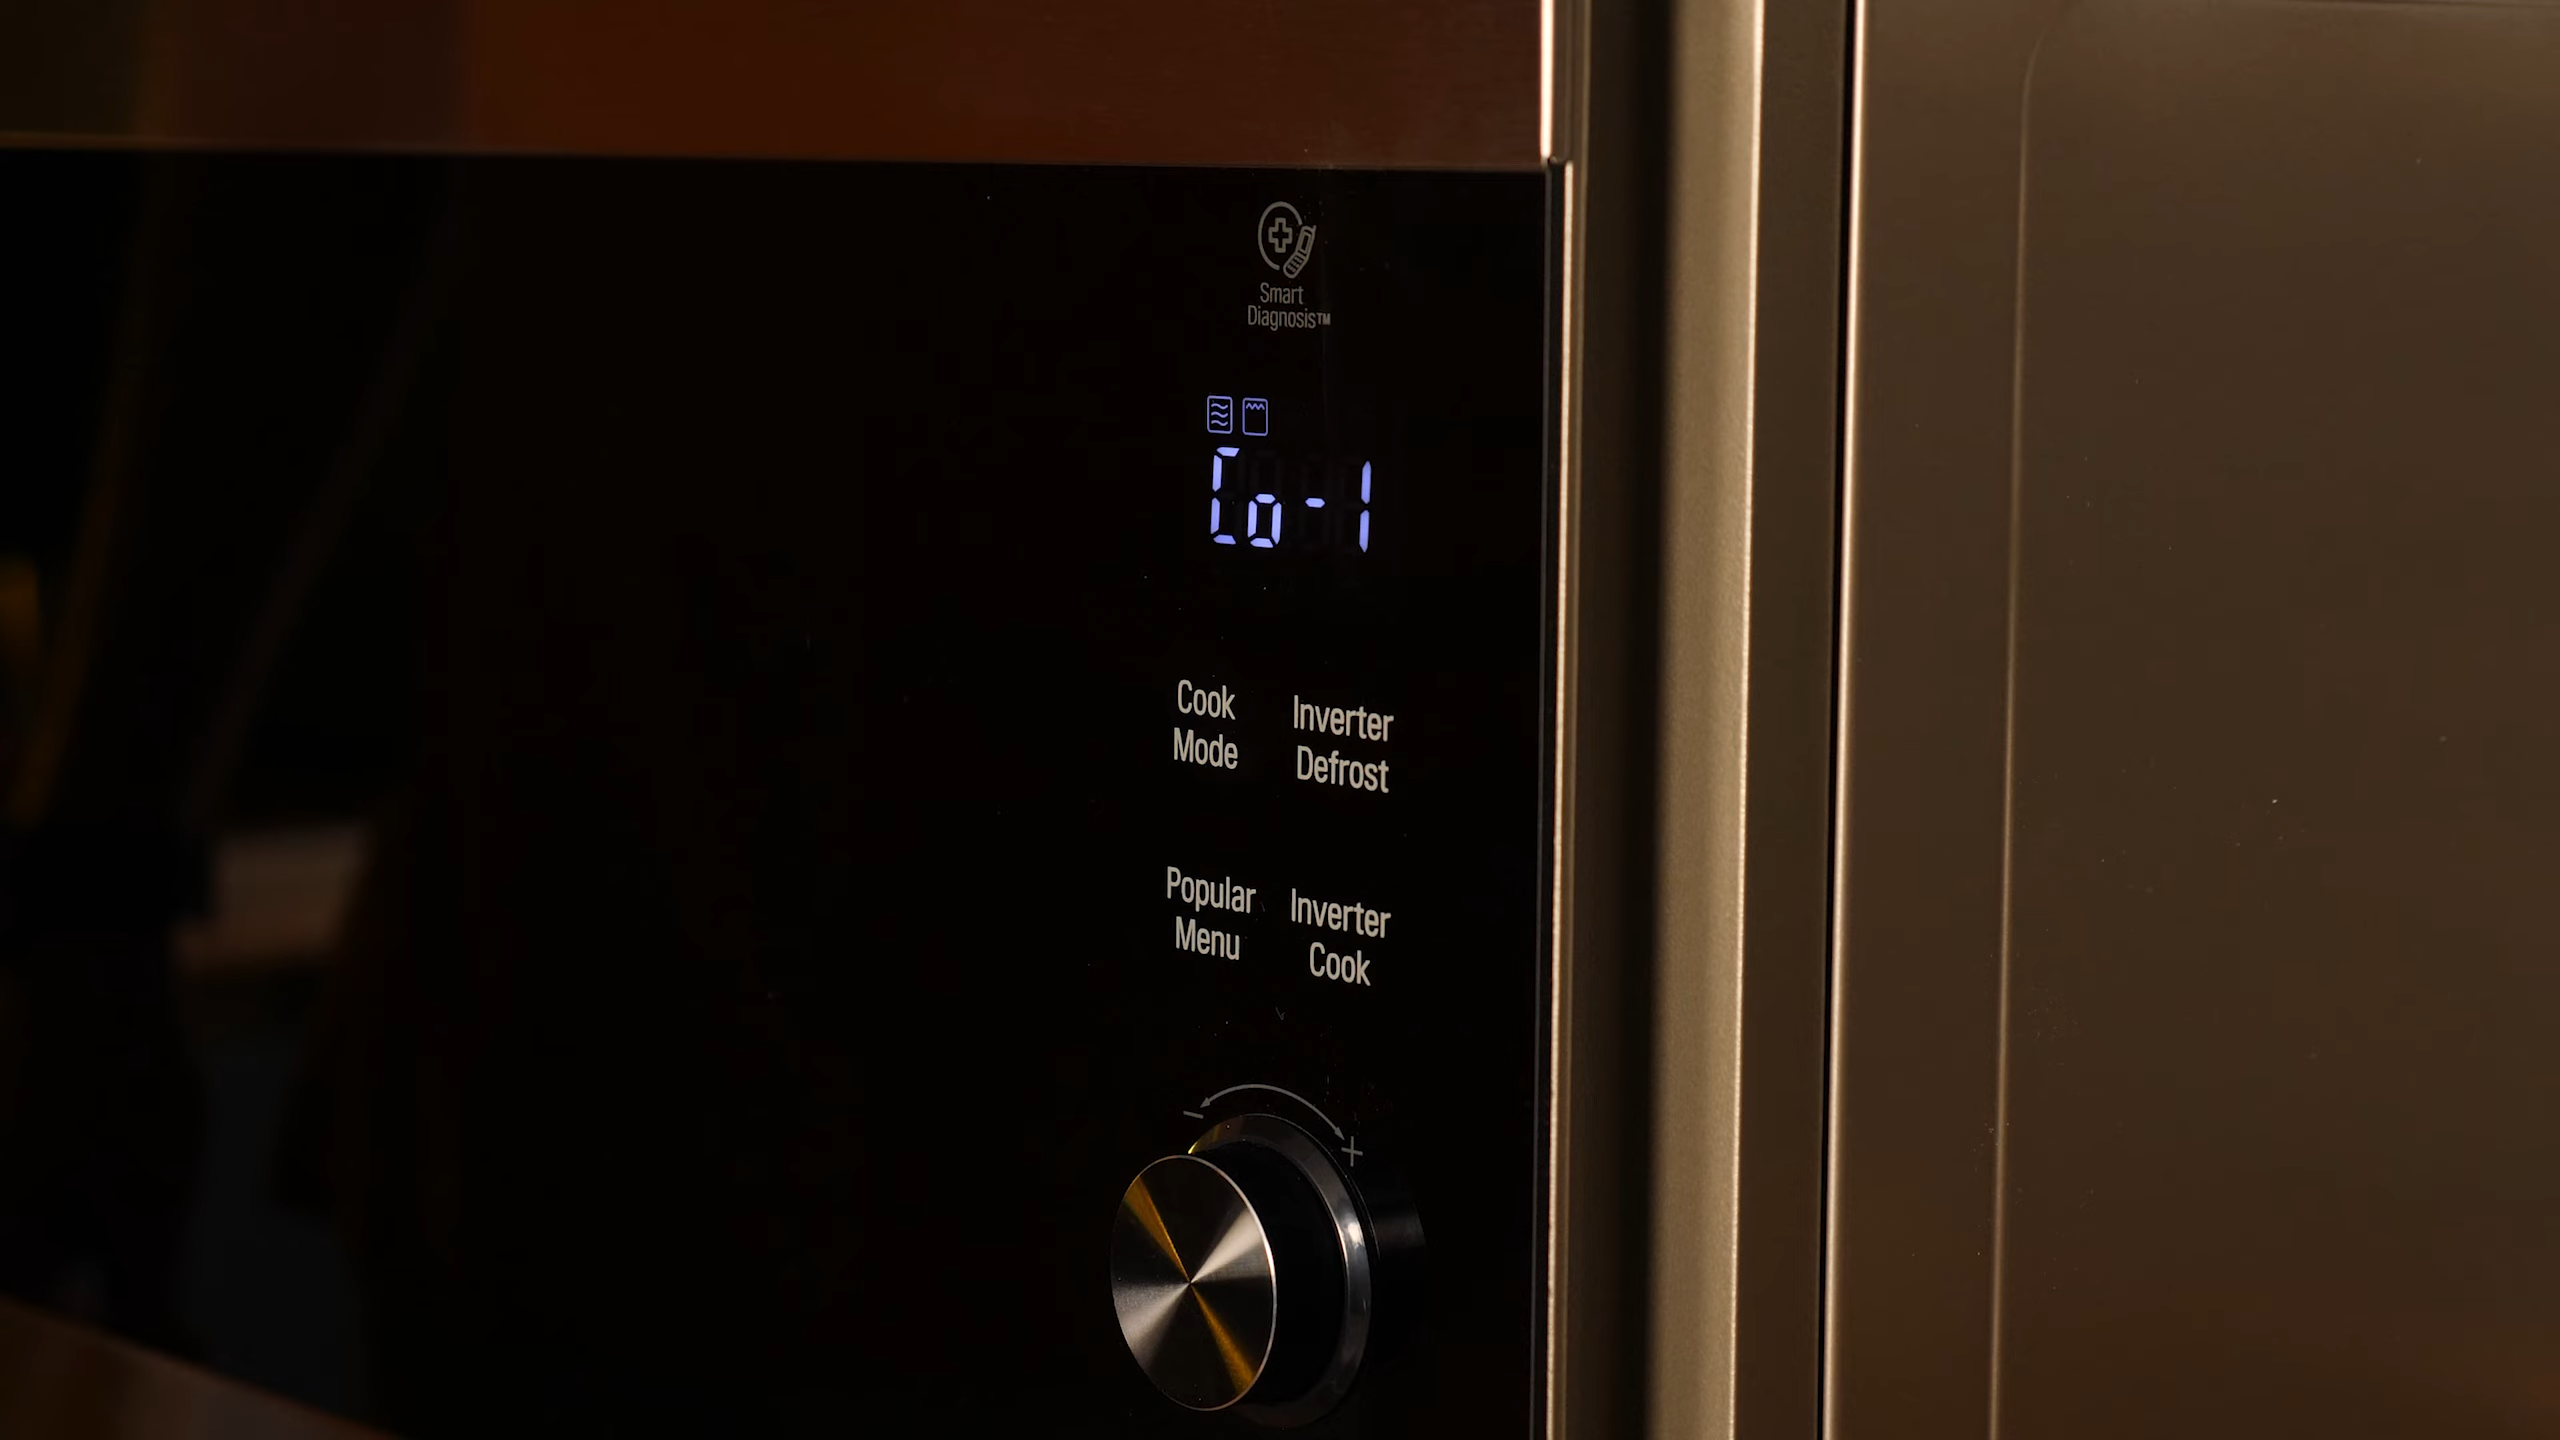 Smart
Diagnosis™
Co-1
Cook
Mode
Inverter
Defrost
Popular
Menu
Inverter
Cook
− +